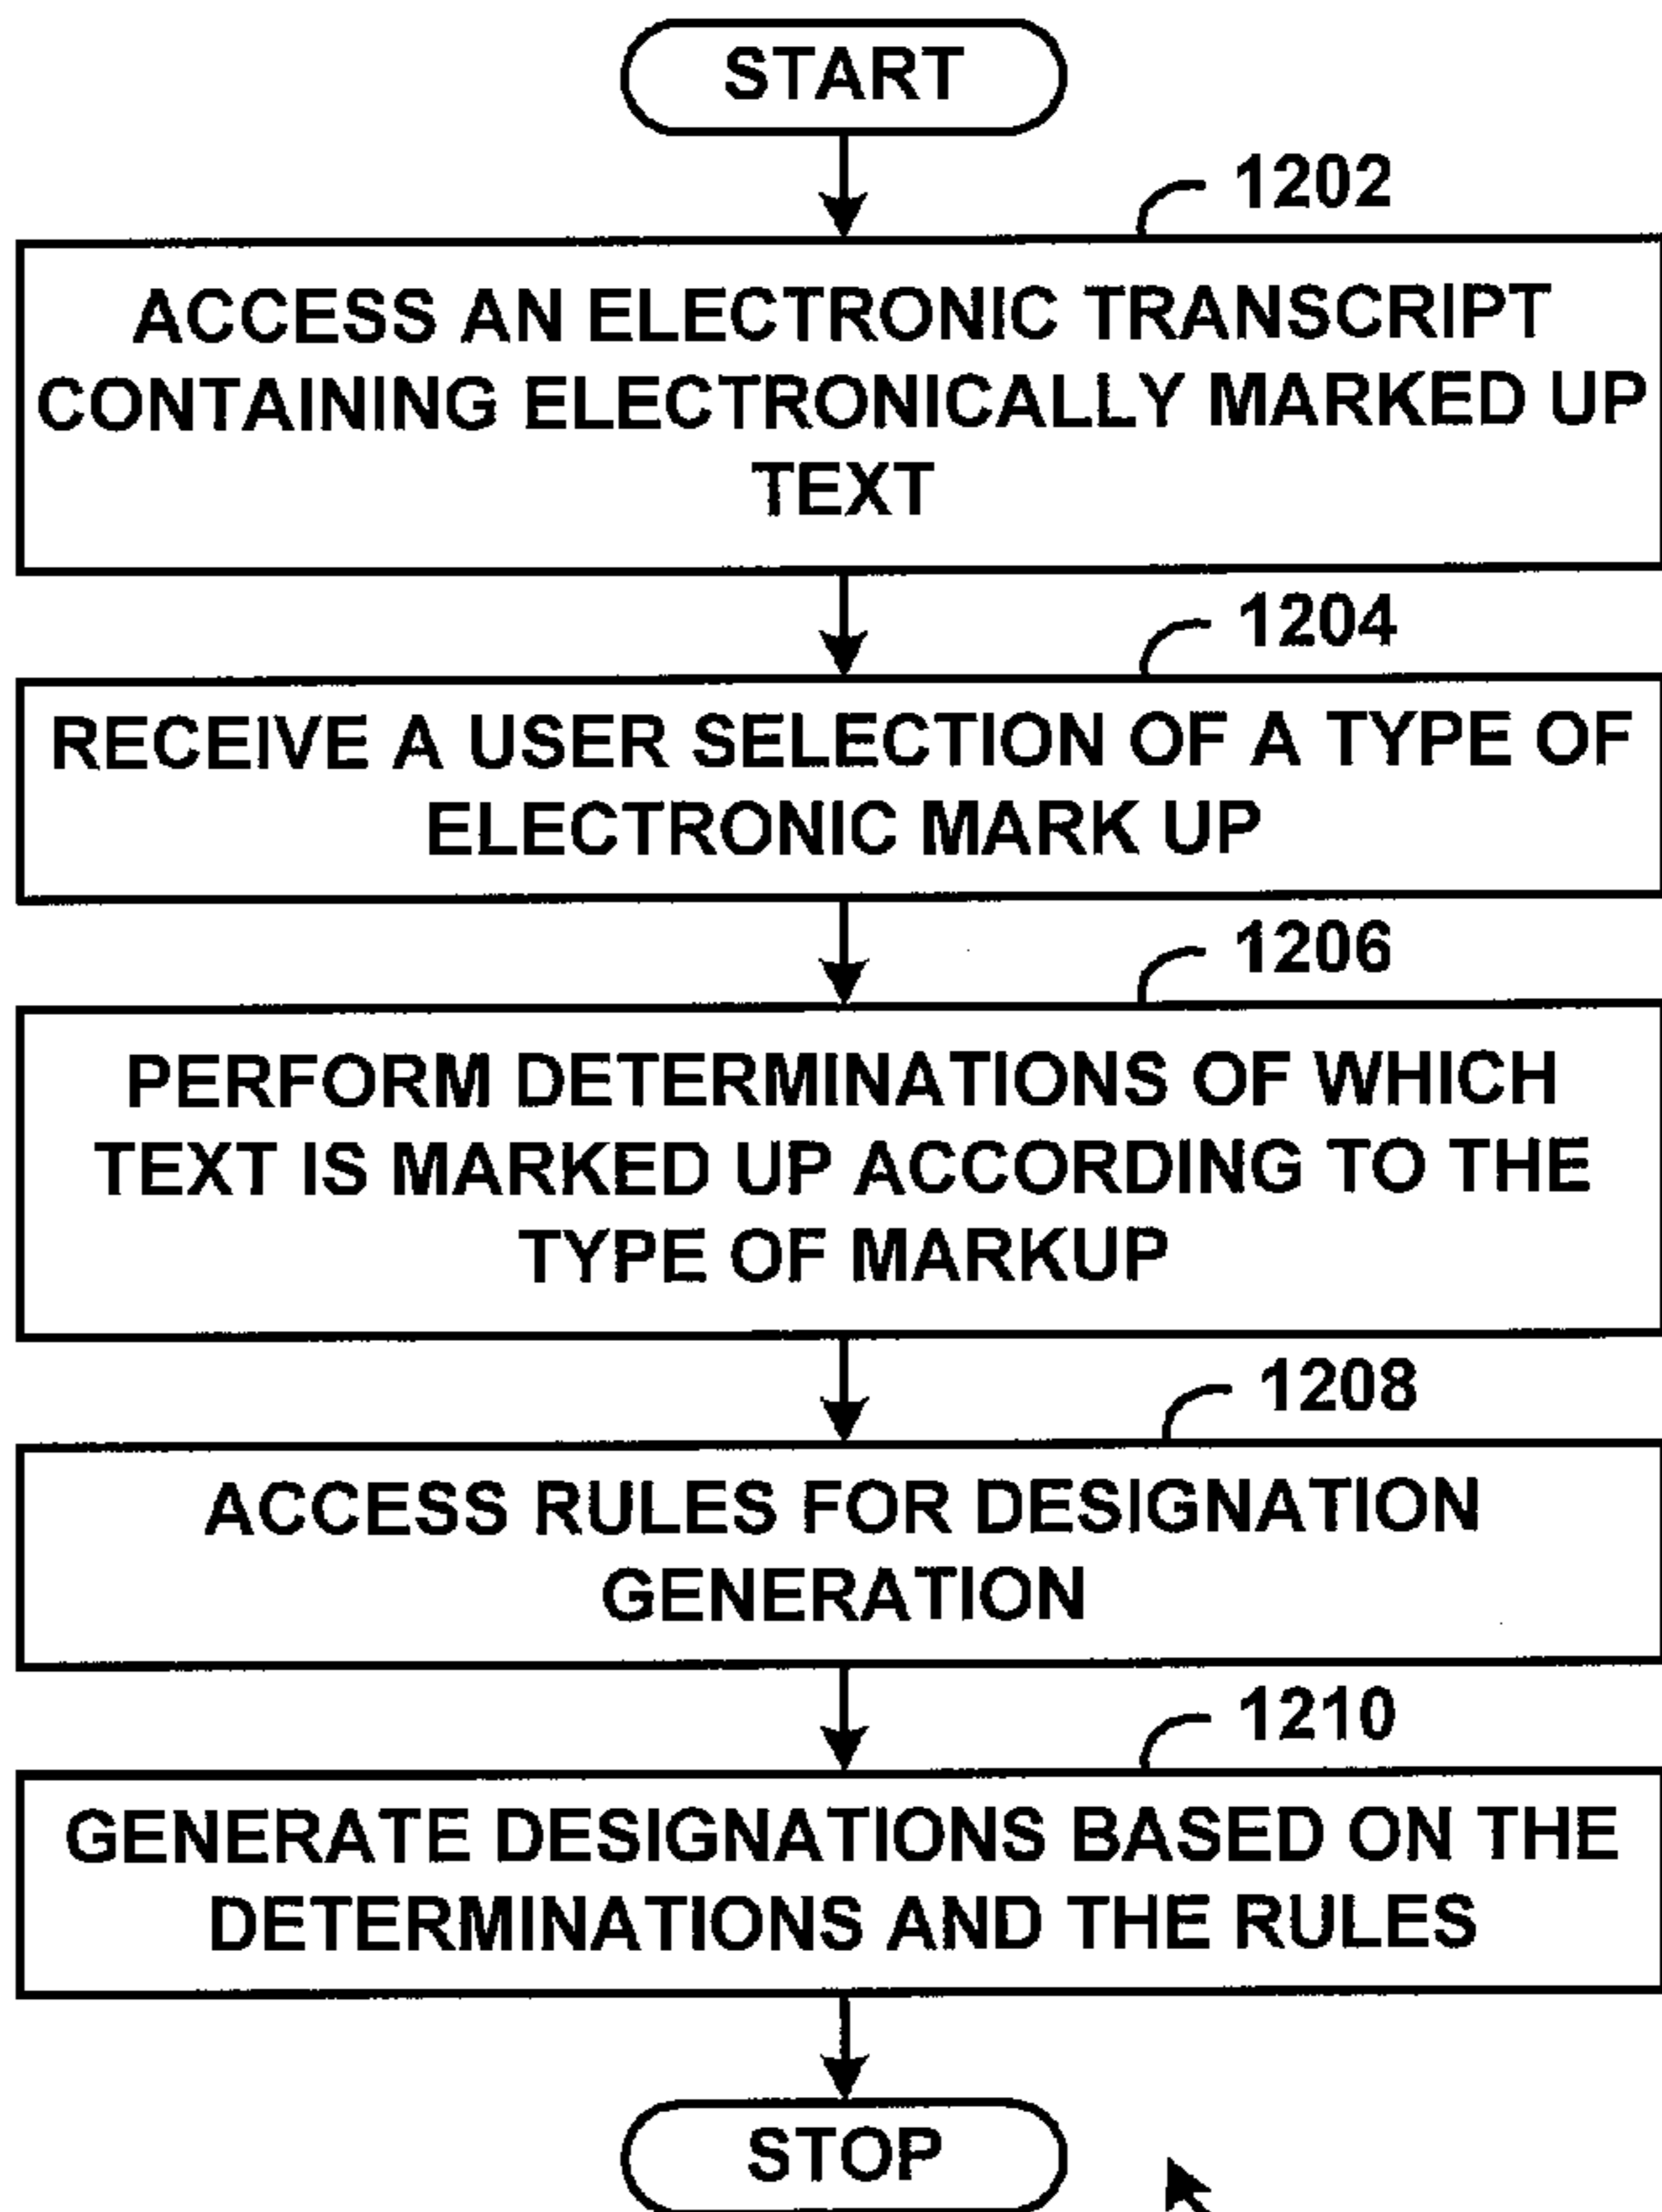 START
1202
ACCESS AN ELECTRONIC TRANSCRIPT
CONTAINING ELECTRONICALLY MARKED UP
TEXT
1204
RECEIVE A USER SELECTION OF A TYPE OF
ELECTRONIC MARK UP
1206
PERFORM DETERMINATIONS OF WHICH
TEXT IS MARKED UP ACCORDING TO THE
TYPE OF MARKUP
1208
ACCESS RULES FOR DESIGNATION
GENERATION
1210
GENERATE DESIGNATIONS BASED ON THE
DETERMINATIONS AND THE RULES
STOP